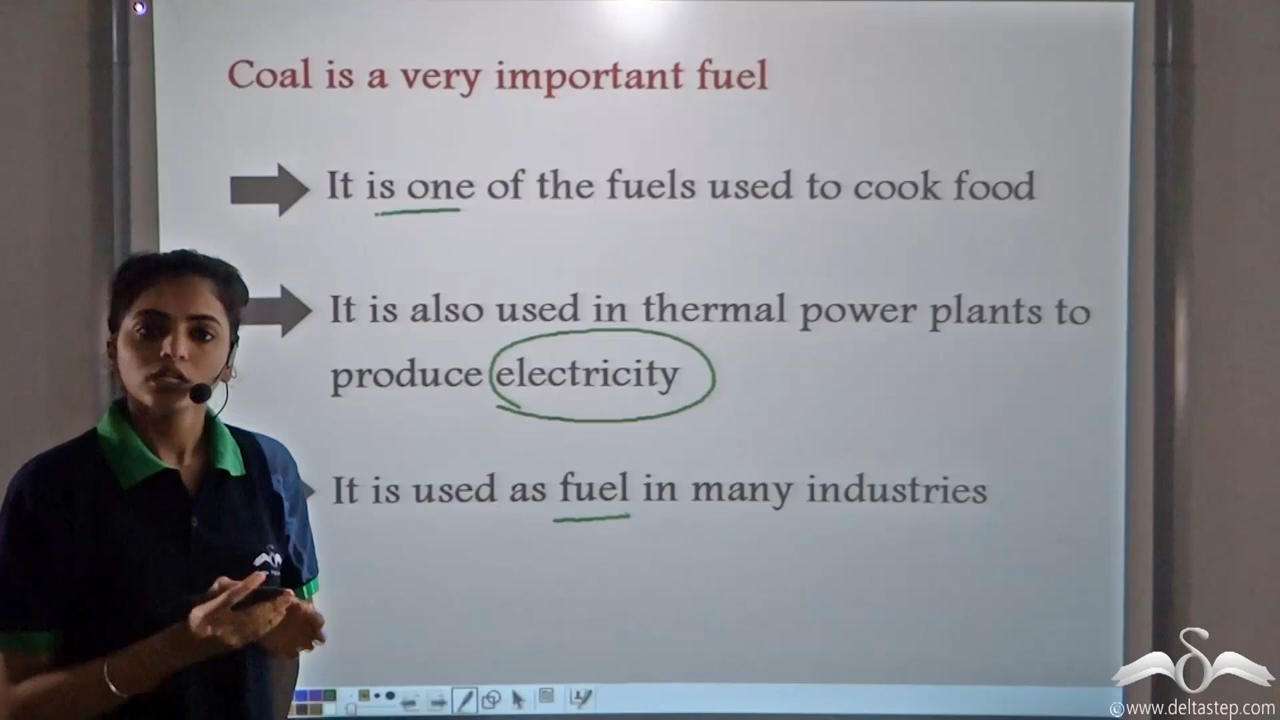 Coal is a very important fuel
It is one of the fuels used to cook food
It is also used in thermal power plants to
produce electricity
It is used as fuel in many industries
©www.deltastep.com